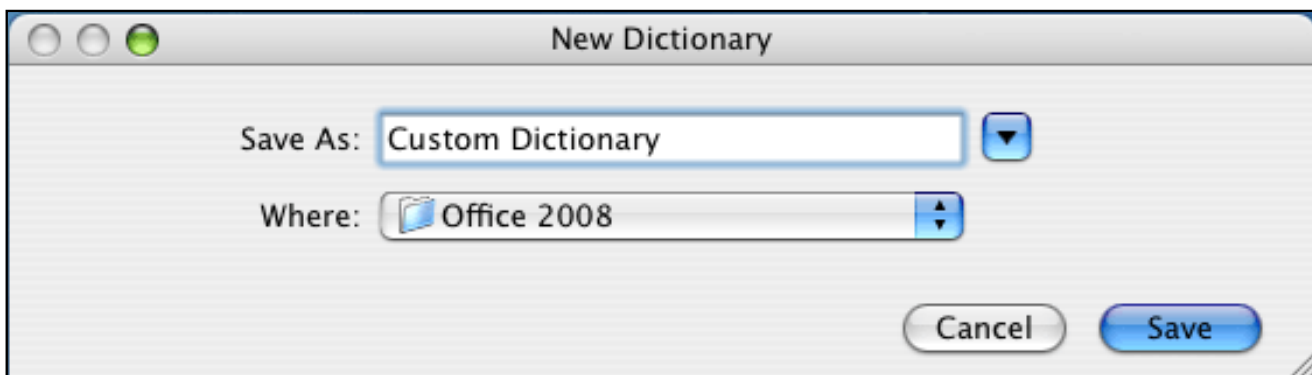 New Dictionary
Save As: Custom Dictionary
Where: Office 2008
Cancel Save